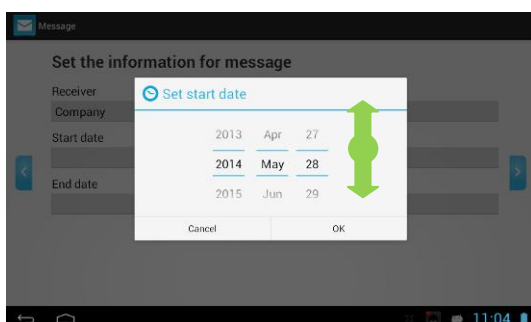 Message
Set the information for message
Receiver
Company
Start date
End date
Set start date
2013 Apr 27
2014 May 28
2015 Jun 29
Cancel OK
11:04